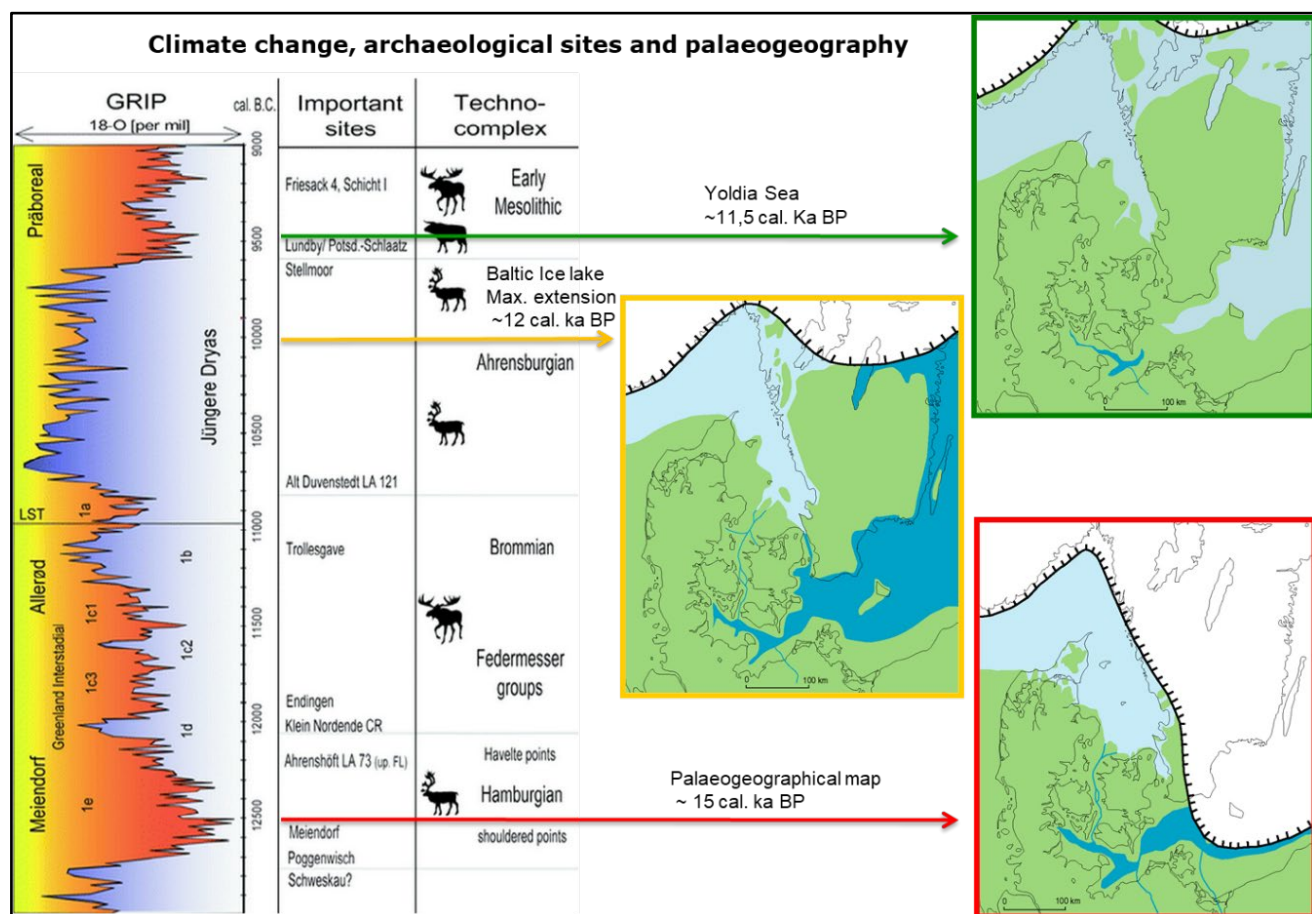 Climate change, archaeological sites and palaeogeography
GRIP
18-O [per mil]
cal. B.C.
Important
sites
Techno-
complex
9000
9500
10000
10500
11000
11500
12000
12500
Präboreal
Jüngere Dryas
LST
1a
Allerød
1b
1c1
1c2
1c3
Greenland Interstadial
1d
Meiendorf
1e
Friesack 4, Schicht I
Lundby/ Potsd.-Schlaatz
Stellmoor
Alt Duvenstedt LA 121
Trollesgave
Endingen
Klein Nordende CR
Ahrenshöft LA 73 (up. FL)
Meiendorf
Poggenwisch
Schweskau?
Early
Mesolithic
Ahrensburgian
Brommian
Federmesser
groups
Havelte points
Hamburgian
shouldered points
Yoldia Sea
~11,5 cal. Ka BP
Baltic Ice lake
Max. extension
~12 cal. ka BP
Palaeogeographical map
~ 15 cal. ka BP
0 100 km
0 100 km
0 100 km